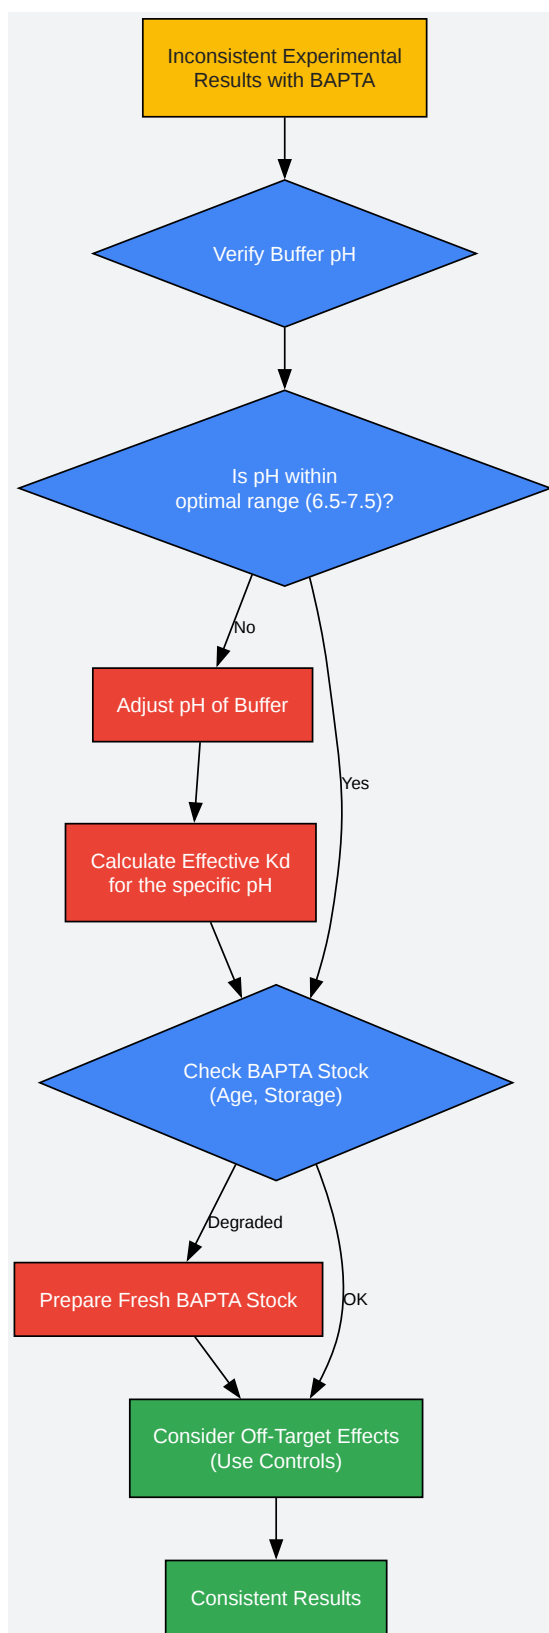 Inconsistent Experimental
Results with BAPTA
Verify Buffer pH
Is pH within
optimal range (6.5-7.5)?
No
Adjust pH of Buffer
Yes
Calculate Effective Kd
for the specific pH
Check BAPTA Stock
(Age, Storage)
Degraded
Prepare Fresh BAPTA Stock
OK
Consider Off-Target Effects
(Use Controls)
Consistent Results